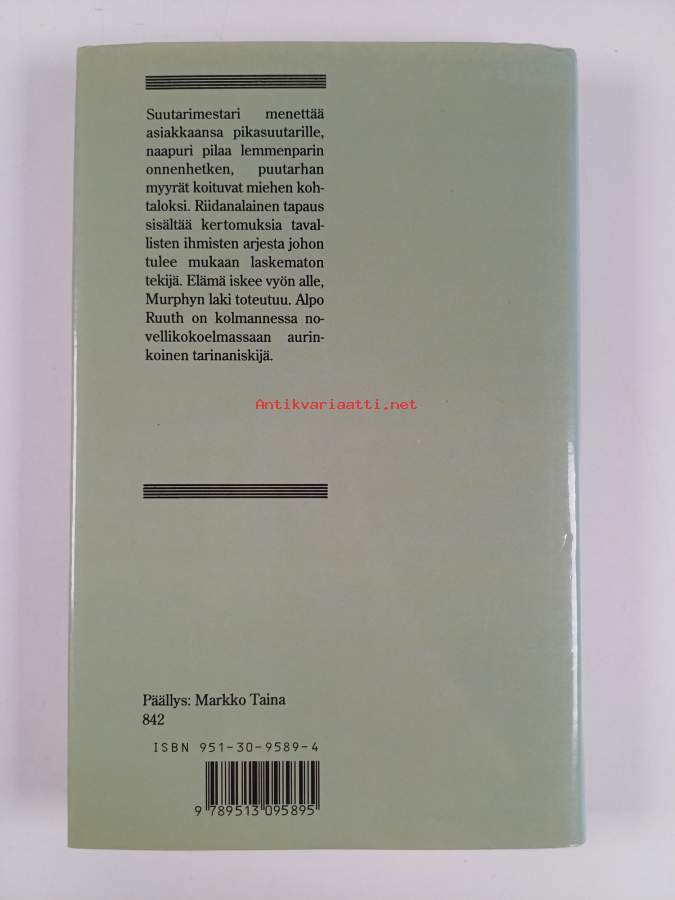 Suutarimestari menettää
asiakkaansa pikasuutarille,
naapuri pilaa lemmenparin
onnenhetken, puutarhan
myyrät koituvat miehen koh-
taloksi. Riidanalainen tapaus
sisältää kertomuksia taval-
listen ihmisten arjesta johon
tulee mukaan laskematon
tekijä. Elämä iskee vyön alle,
Murphyn laki toteutuu. Alpo
Ruuth on kolmannessa no-
vellikokoelmassaan aurin-
koinen tarinaniskijä.
Antikvariaatti.net
Päällys: Markko Taina
842
ISBN 951-30-9589-4
9 789513 095895